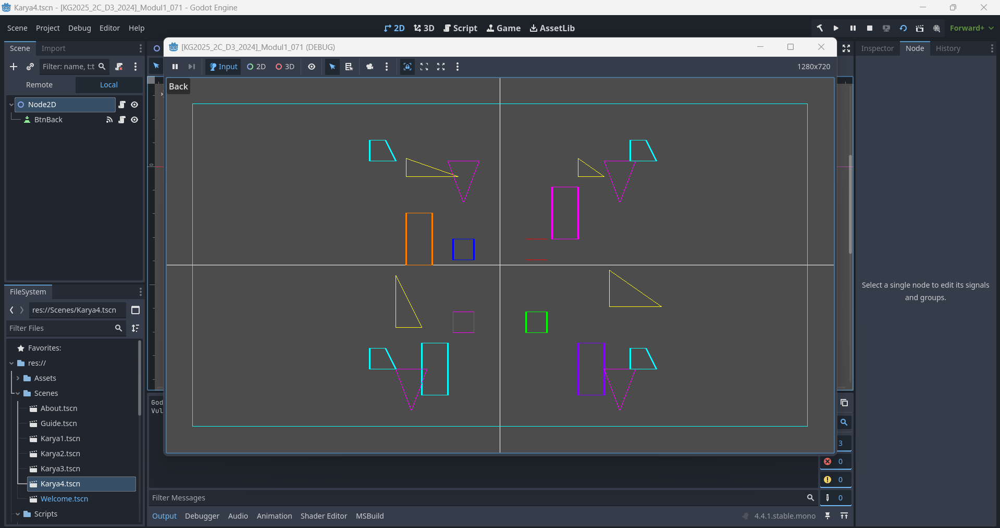 Karya4.tscn - [KG2025_2C_D3_2024]_Modul1_071 - Godot Engine
Scene Project Debug Editor Help
2D 3D Script Game AssetLib
Forward+
Scene Import
[KG2025_2C_D3_2024]_Modul1_071 (DEBUG)
Inspector Node History
Filter: name, t:t
Input 2D 3D
1280x720
Remote Local
Back
Node2D
BtnBack
0
FileSystem
res://Scenes/Karya4.tscn
Filter Files
Favorites:
res://
Assets
Scenes
About.tscn
Guide.tscn
Karya1.tscn
Karya2.tscn
Karya3.tscn
Karya4.tscn
Welcome.tscn
Scripts
Select a single node to edit its signals
and groups.
God
Vul
3
0
0
0
Filter Messages
Output Debugger Audio Animation Shader Editor MSBuild
4.4.1.stable.mono